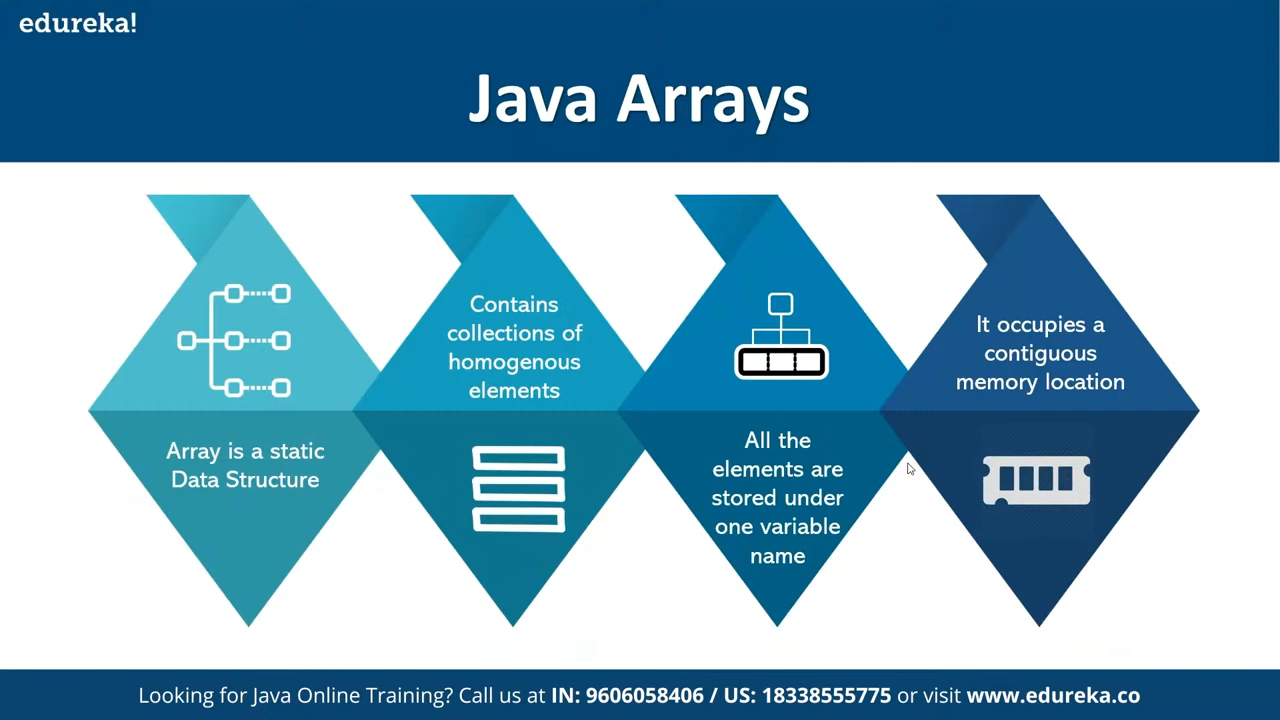 edureka!
Java Arrays
Array is a static
Data Structure
Contains
collections of
homogenous
elements
All the
elements are
stored under
one variable
name
It occupies a
contiguous
memory location
Looking for Java Online Training? Call us at IN: 9606058406 / US: 18338555775 or visit www.edureka.co